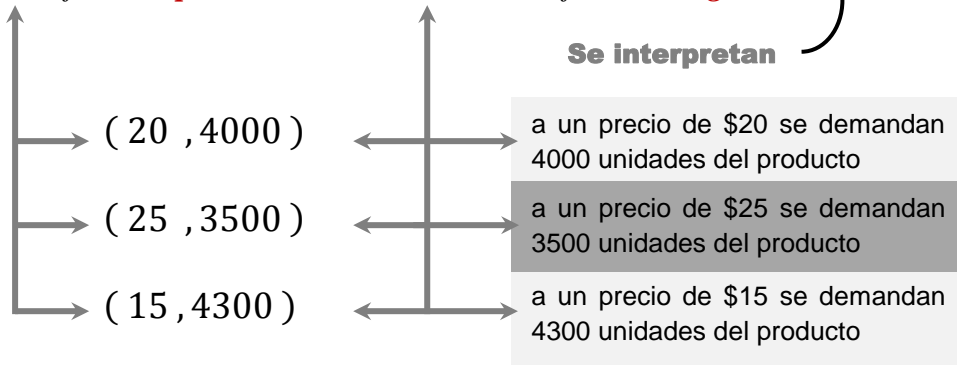 Se interpretan
( 20 , 4000 )
a un precio de $20 se demandan
4000 unidades del producto
( 25 , 3500 )
a un precio de $25 se demandan
3500 unidades del producto
( 15 , 4300 )
a un precio de $15 se demandan
4300 unidades del producto